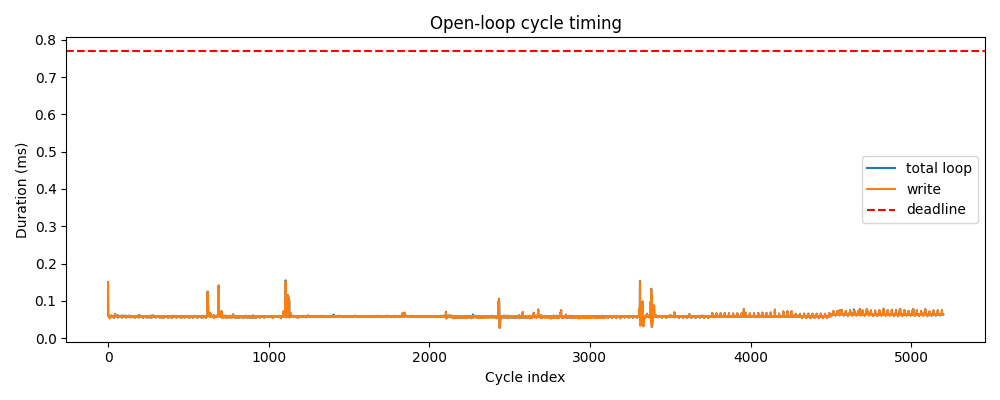 Open-loop cycle timing
Duration (ms)
0.8
0.7
0.6
0.5
0.4
0.3
0.2
0.1
0.0
total loop
write
deadline
0 1000 2000 3000 4000 5000
Cycle index